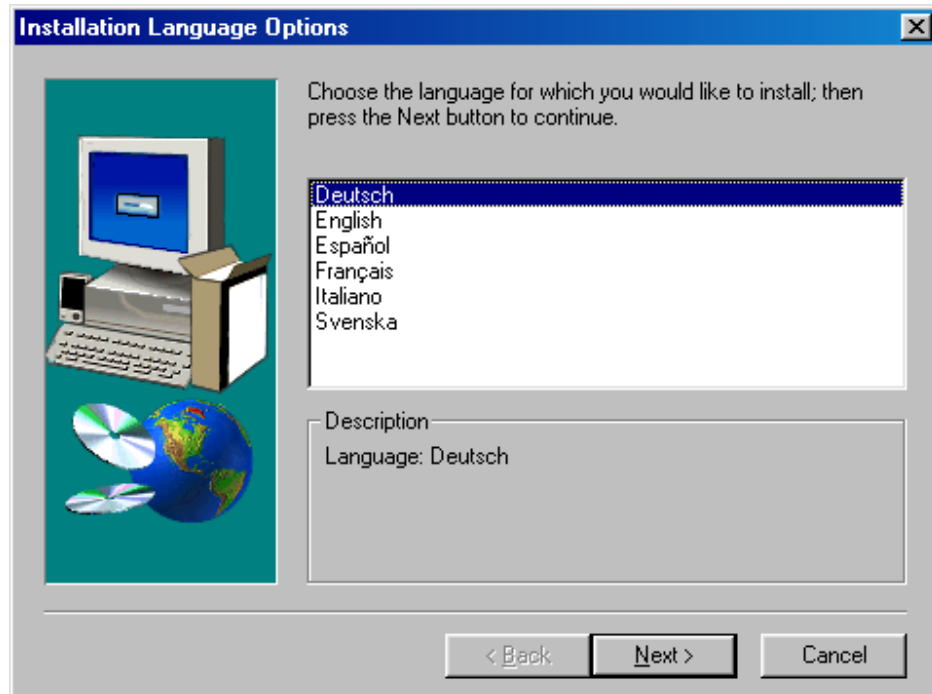 Installation Language Options
Choose the language for which you would like to install; then
press the Next button to continue.
Deutsch
English
Español
Français
Italiano
Svenska
Description
Language: Deutsch
< Back
Next >
Cancel